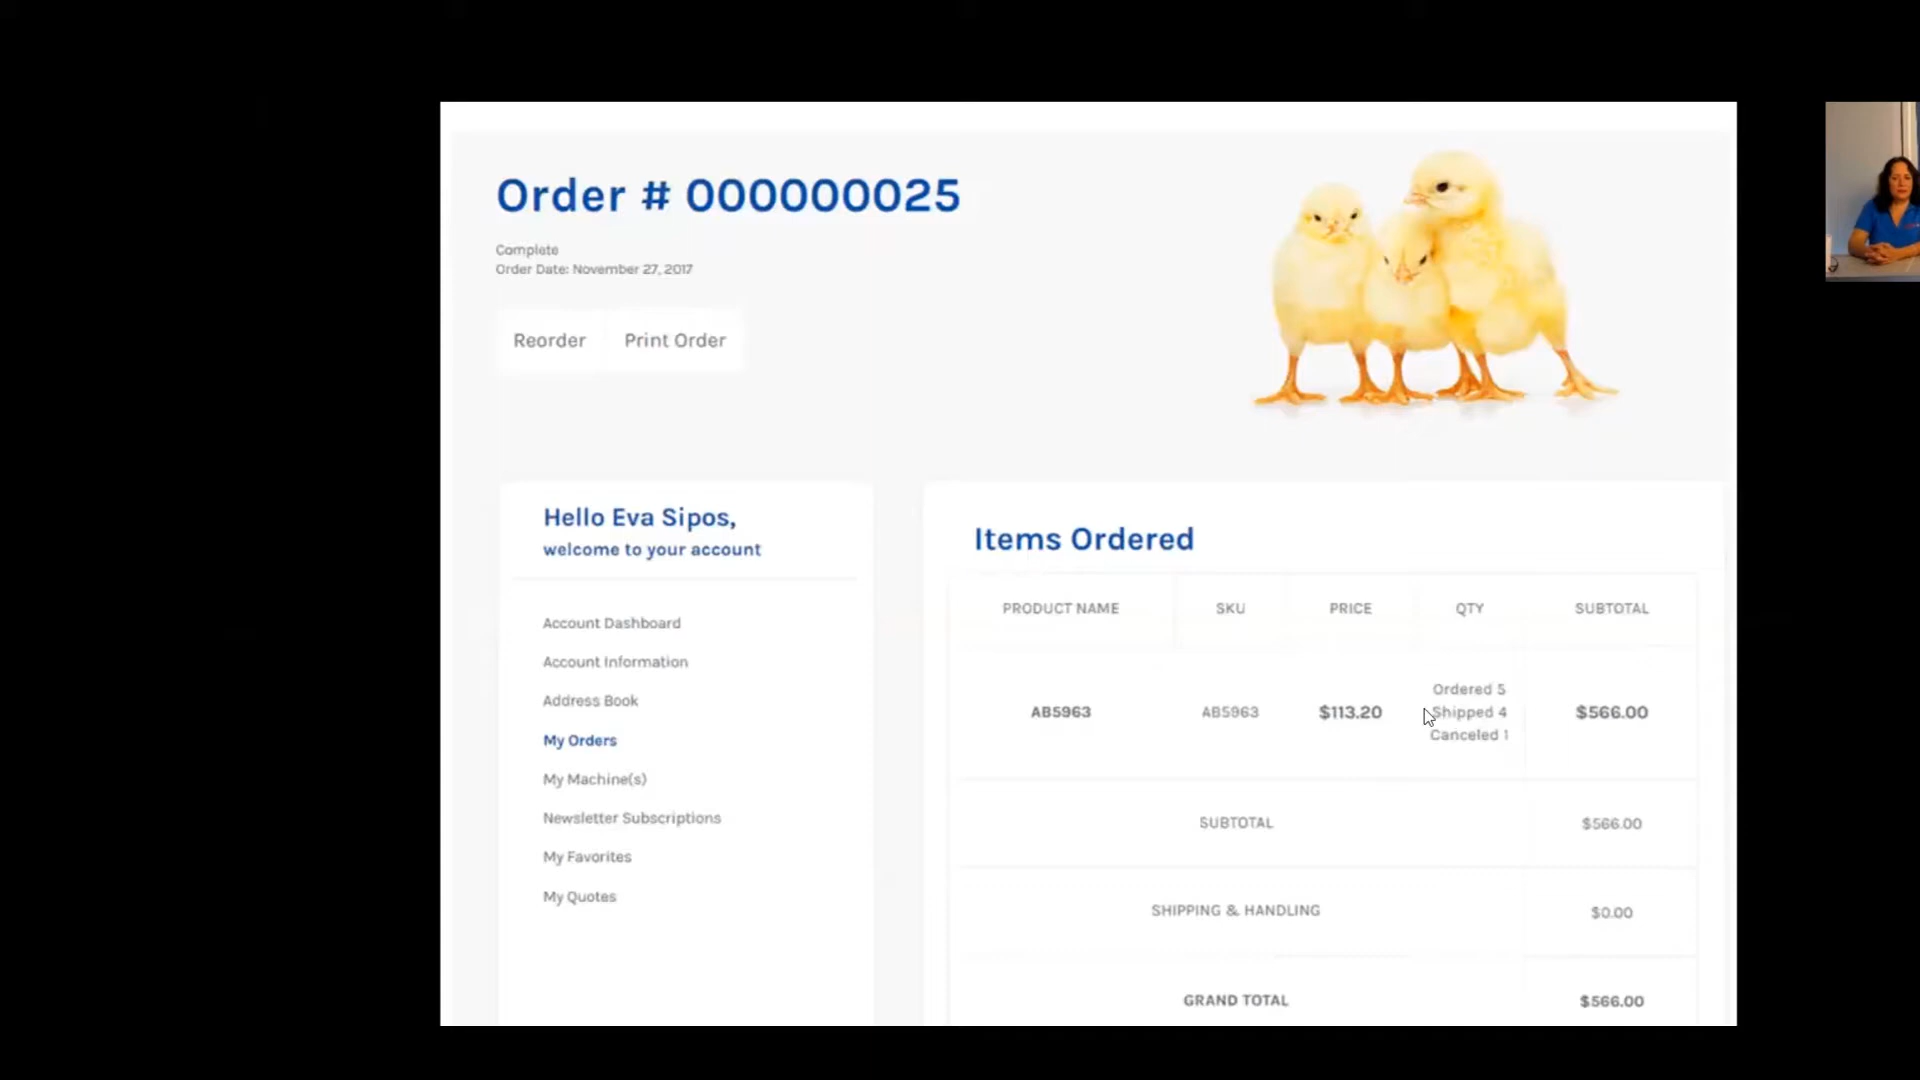 Order # 000000025
Complete
Order Date: November 27, 2017
Reorder
Print Order
Hello Eva Sipos,
welcome to your account
Account Dashboard
Account Information
Address Book
My Orders
My Machine(s)
Newsletter Subscriptions
My Favorites
My Quotes
Items Ordered
PRODUCT NAME SKU PRICE QTY SUBTOTAL
AB5963 AB5963 $113.20 Ordered 5 $566.00
Shipped 4
Canceled 1
SUBTOTAL $566.00
SHIPPING & HANDLING $0.00
GRAND TOTAL $566.00